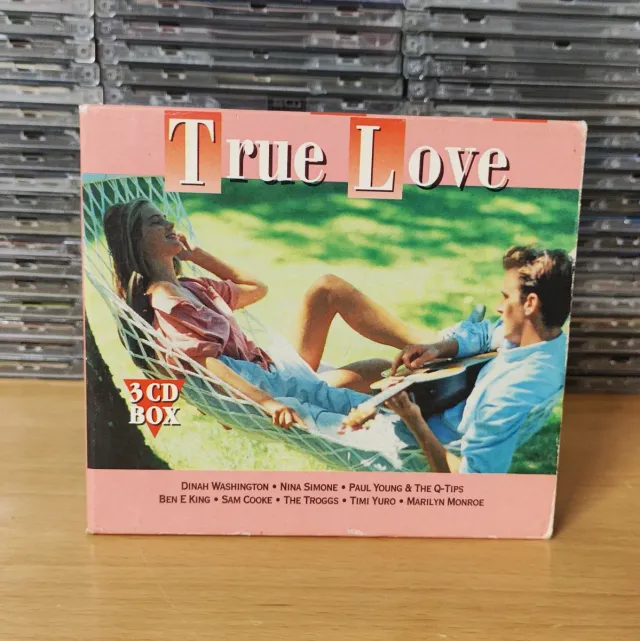 True Love
3 CD
BOX
DINAH WASHINGTON • NINA SIMONE • PAUL YOUNG & THE Q-TIPS
BEN E KING • SAM COOKE • THE TROGGS • TIMI YURO • MARILYN MONROE